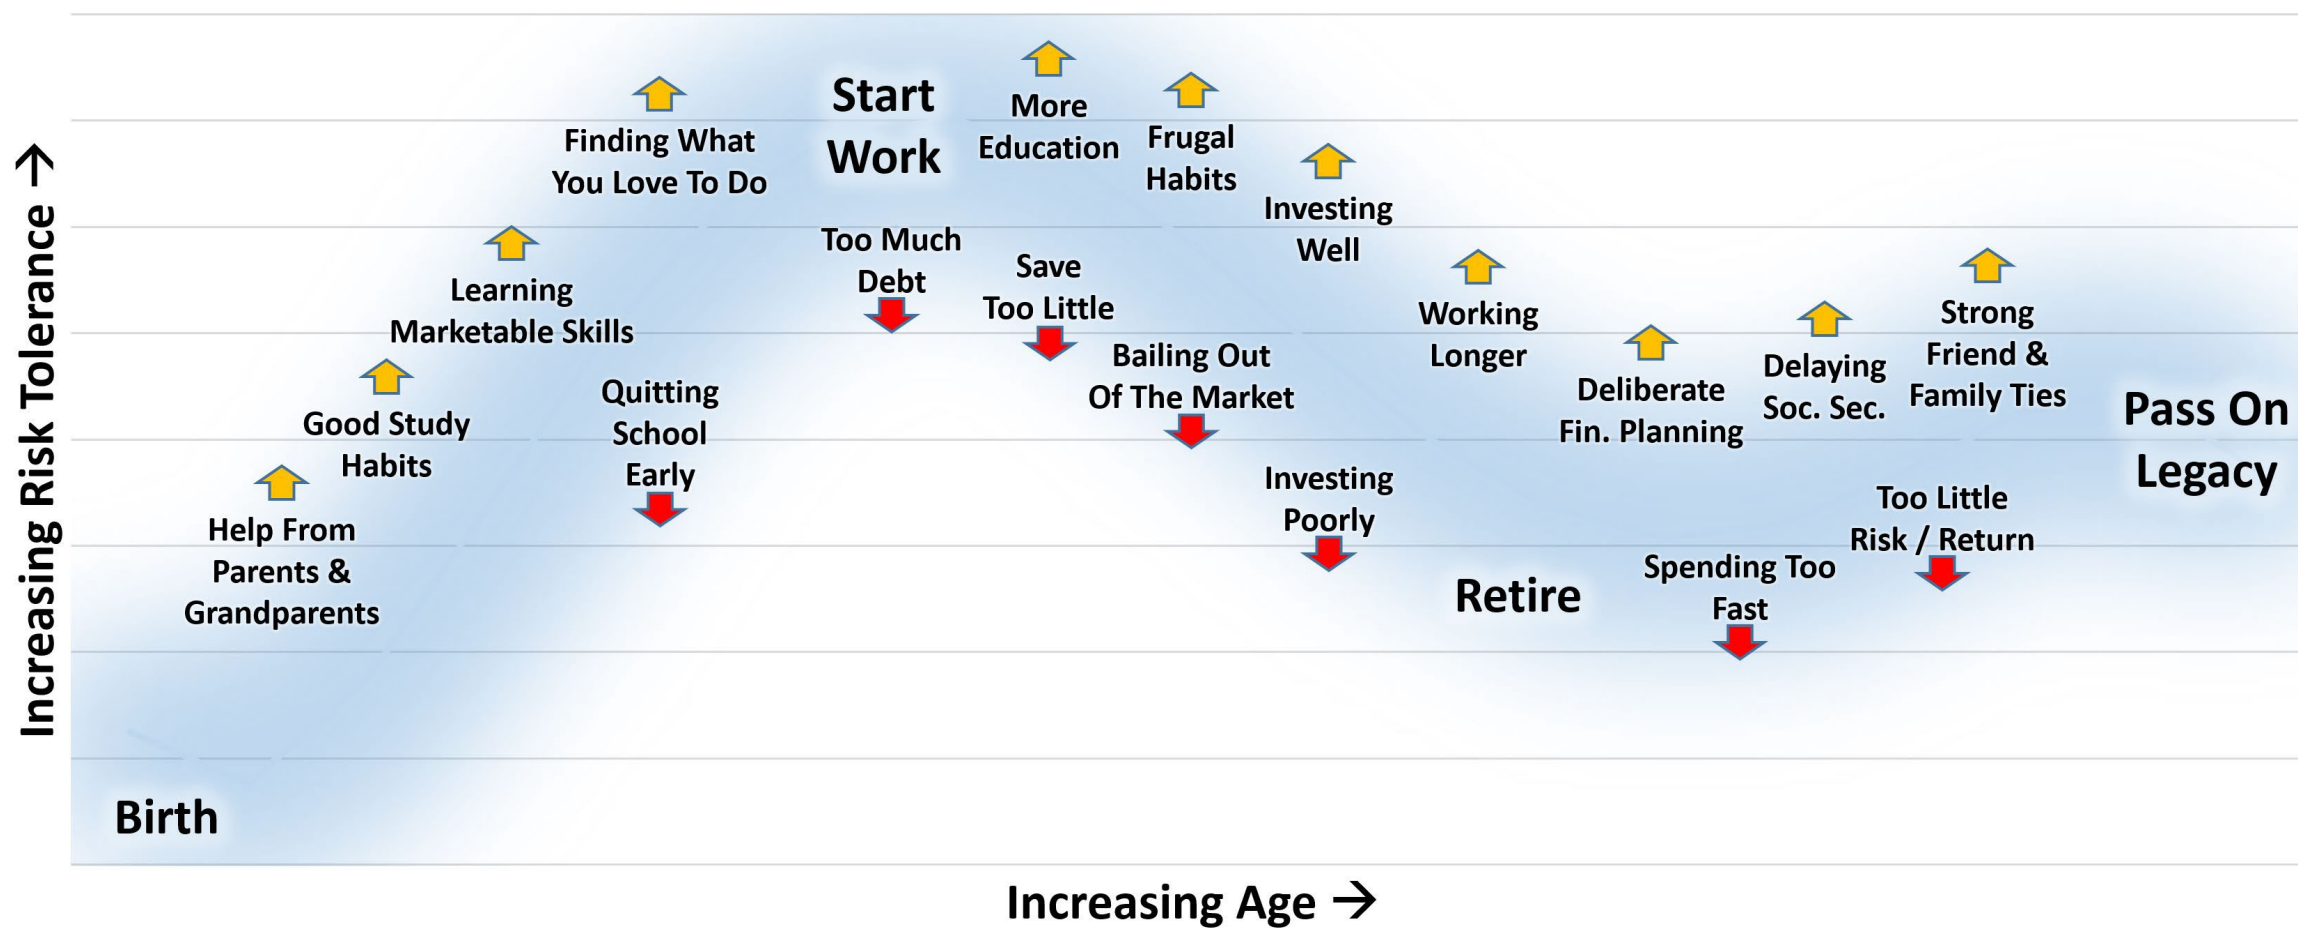 Increasing Risk Tolerance →
Start
Work
More
Education
Finding What
You Love To Do
Frugal
Habits
Investing
Well
Too Much
Debt
Save
Too Little
Learning
Marketable Skills
Bailing Out
Of The Market
Working
Longer
Quitting
School
Early
Good Study
Habits
Deliberate
Fin. Planning
Delaying
Soc. Sec.
Strong
Friend &
Family Ties
Pass On
Legacy
Investing
Poorly
Help From
Parents &
Grandparents
Retire
Spending Too
Fast
Too Little
Risk / Return
Birth
Increasing Age →